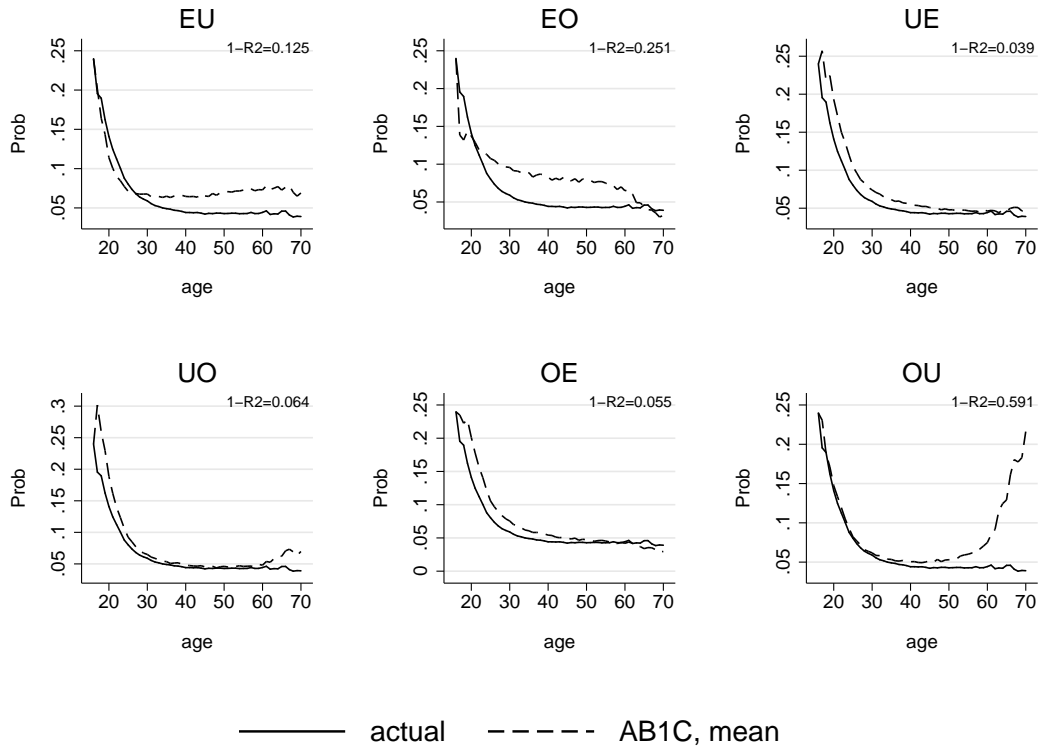 EU
1−R2=0.125
Prob
.05
.1
.15
.2
.25
20 30 40 50 60 70
age
EO
1−R2=0.251
Prob
.05
.1
.15
.2
.25
20 30 40 50 60 70
age
UE
1−R2=0.039
Prob
.05
.1
.15
.2
.25
20 30 40 50 60 70
age
UO
1−R2=0.064
Prob
.05
.1
.15
.2
.25
.3
20 30 40 50 60 70
age
OE
1−R2=0.055
Prob
0
.05
.1
.15
.2
.25
20 30 40 50 60 70
age
OU
1−R2=0.591
Prob
.05
.1
.15
.2
.25
20 30 40 50 60 70
age
actual AB1C, mean